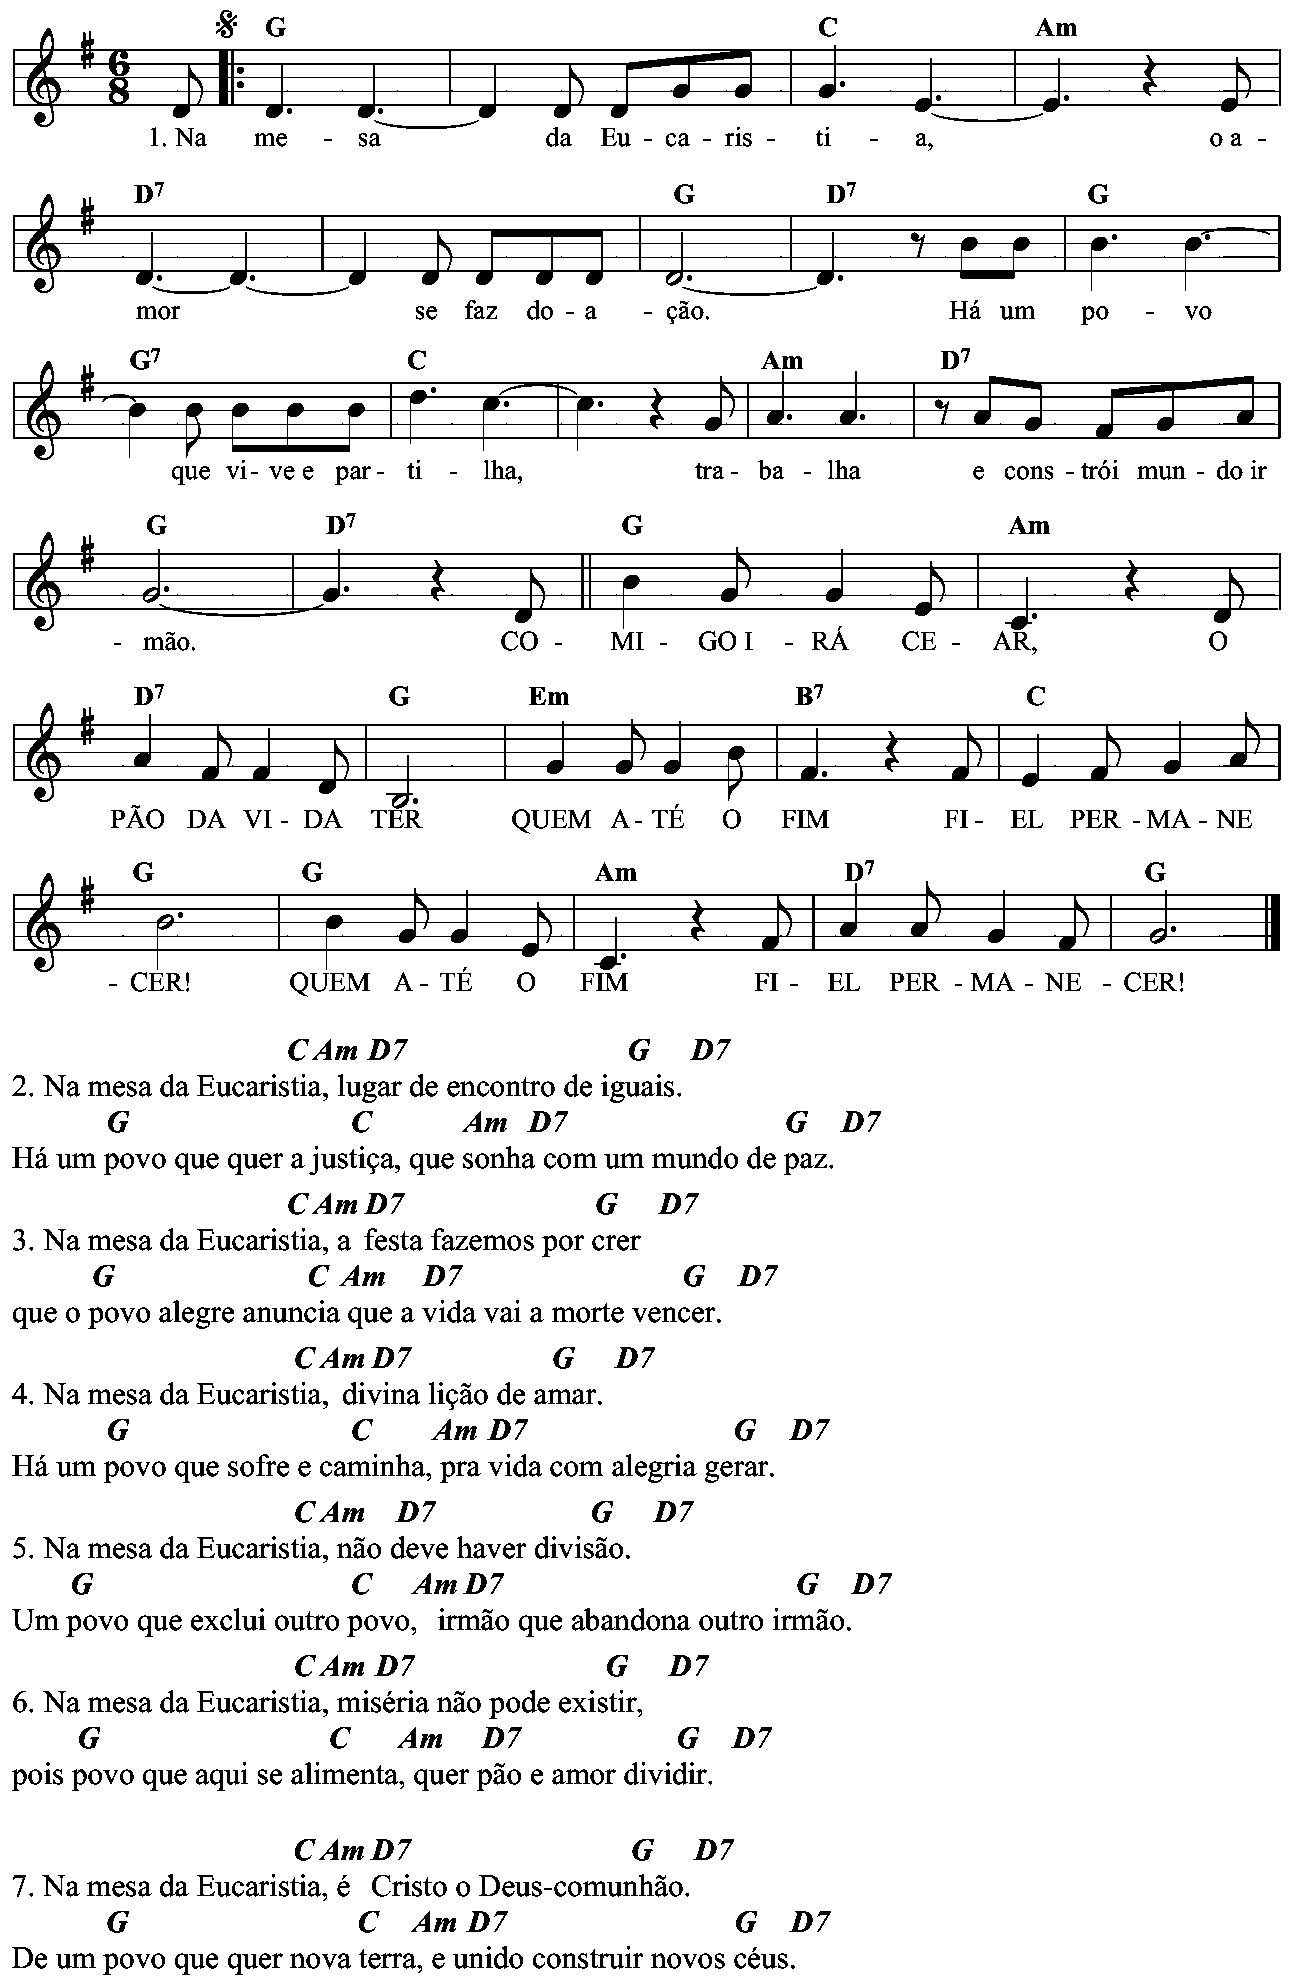 G C Am
6
8
1. Na me - sa da Eu - ca - ris - ti - a, o a -
D7 G D7 G
mor se faz do - a - ção. Há um po - vo
G7 C Am D7
que vi - ve e par - ti - lha, tra - ba - lha e cons - trói mun - do ir
G D7 G Am
- mão. CO - MI - GO I - RÁ CE - AR, O
D7 G Em B7 C
PÃO DA VI - DA TER QUEM A - TÉ O FIM FI - EL PER - MA - NE
G G Am D7 G
- CER! QUEM A - TÉ O FIM FI - EL PER - MA - NE - CER!
C Am D7 G D7
2. Na mesa da Eucaristia, lugar de encontro de iguais.
G C Am D7 G D7
Há um povo que quer a justiça, que sonha com um mundo de paz.
C Am D7 G D7
3. Na mesa da Eucaristia, a festa fazemos por crer
G C Am D7 G D7
que o povo alegre anuncia que a vida vai a morte vencer.
C Am D7 G D7
4. Na mesa da Eucaristia, divina lição de amar.
G C Am D7 G D7
Há um povo que sofre e caminha, pra vida com alegria gerar.
C Am D7 G D7
5. Na mesa da Eucaristia, não deve haver divisão.
G C Am D7 G D7
Um povo que exclui outro povo, irmão que abandona outro irmão.
C Am D7 G D7
6. Na mesa da Eucaristia, miséria não pode existir,
G C Am D7 G D7
pois povo que aqui se alimenta, quer pão e amor dividir.
C Am D7 G D7
7. Na mesa da Eucaristia, é Cristo o Deus-comunhão.
G C Am D7 G D7
De um povo que quer nova terra, e unido construir novos céus.